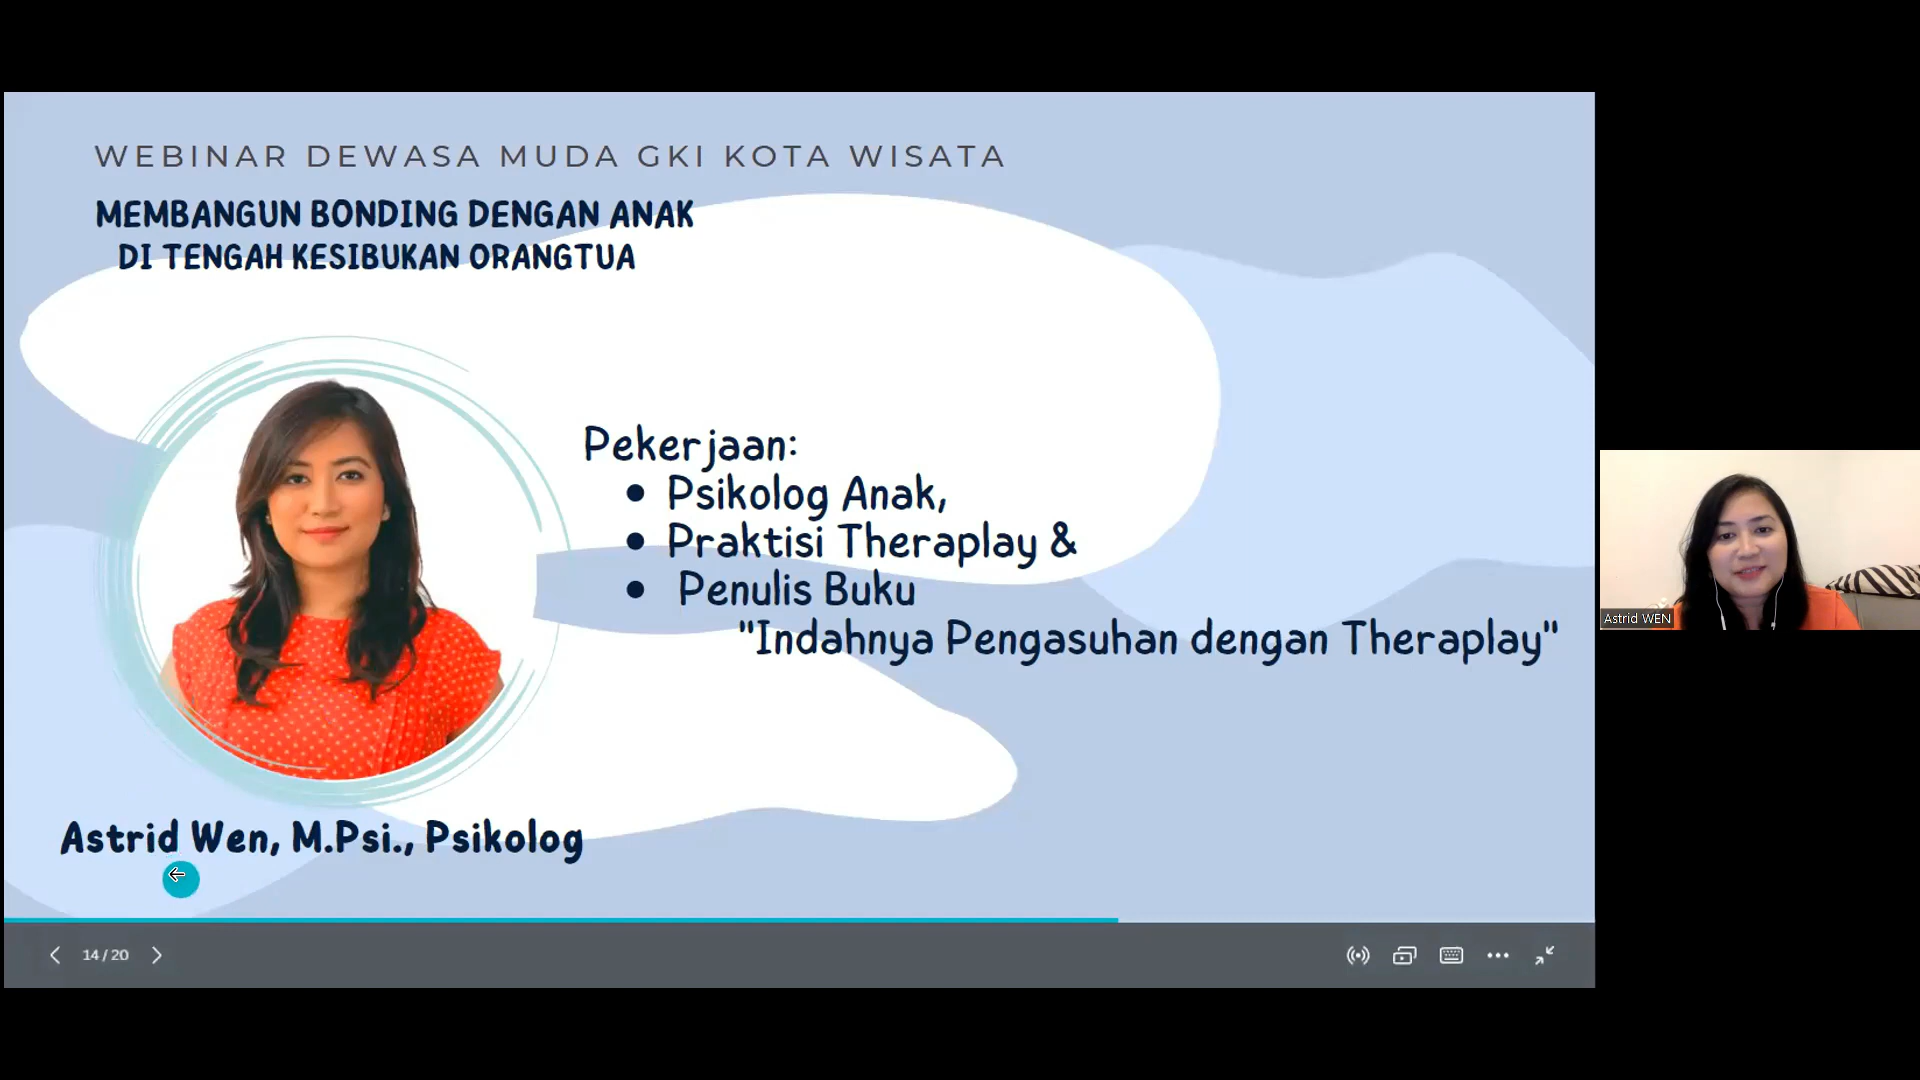 WEBINAR DEWASA MUDA GKI KOTA WISATA
MEMBANGUN BONDING DENGAN ANAK
DI TENGAH KESIBUKAN ORANGTUA
Pekerjaan:
• Psikolog Anak,
• Praktisi Theraplay &
• Penulis Buku
"Indahnya Pengasuhan dengan Theraplay"
Astrid Wen, M.Psi., Psikolog
14 / 20
Astrid WEN